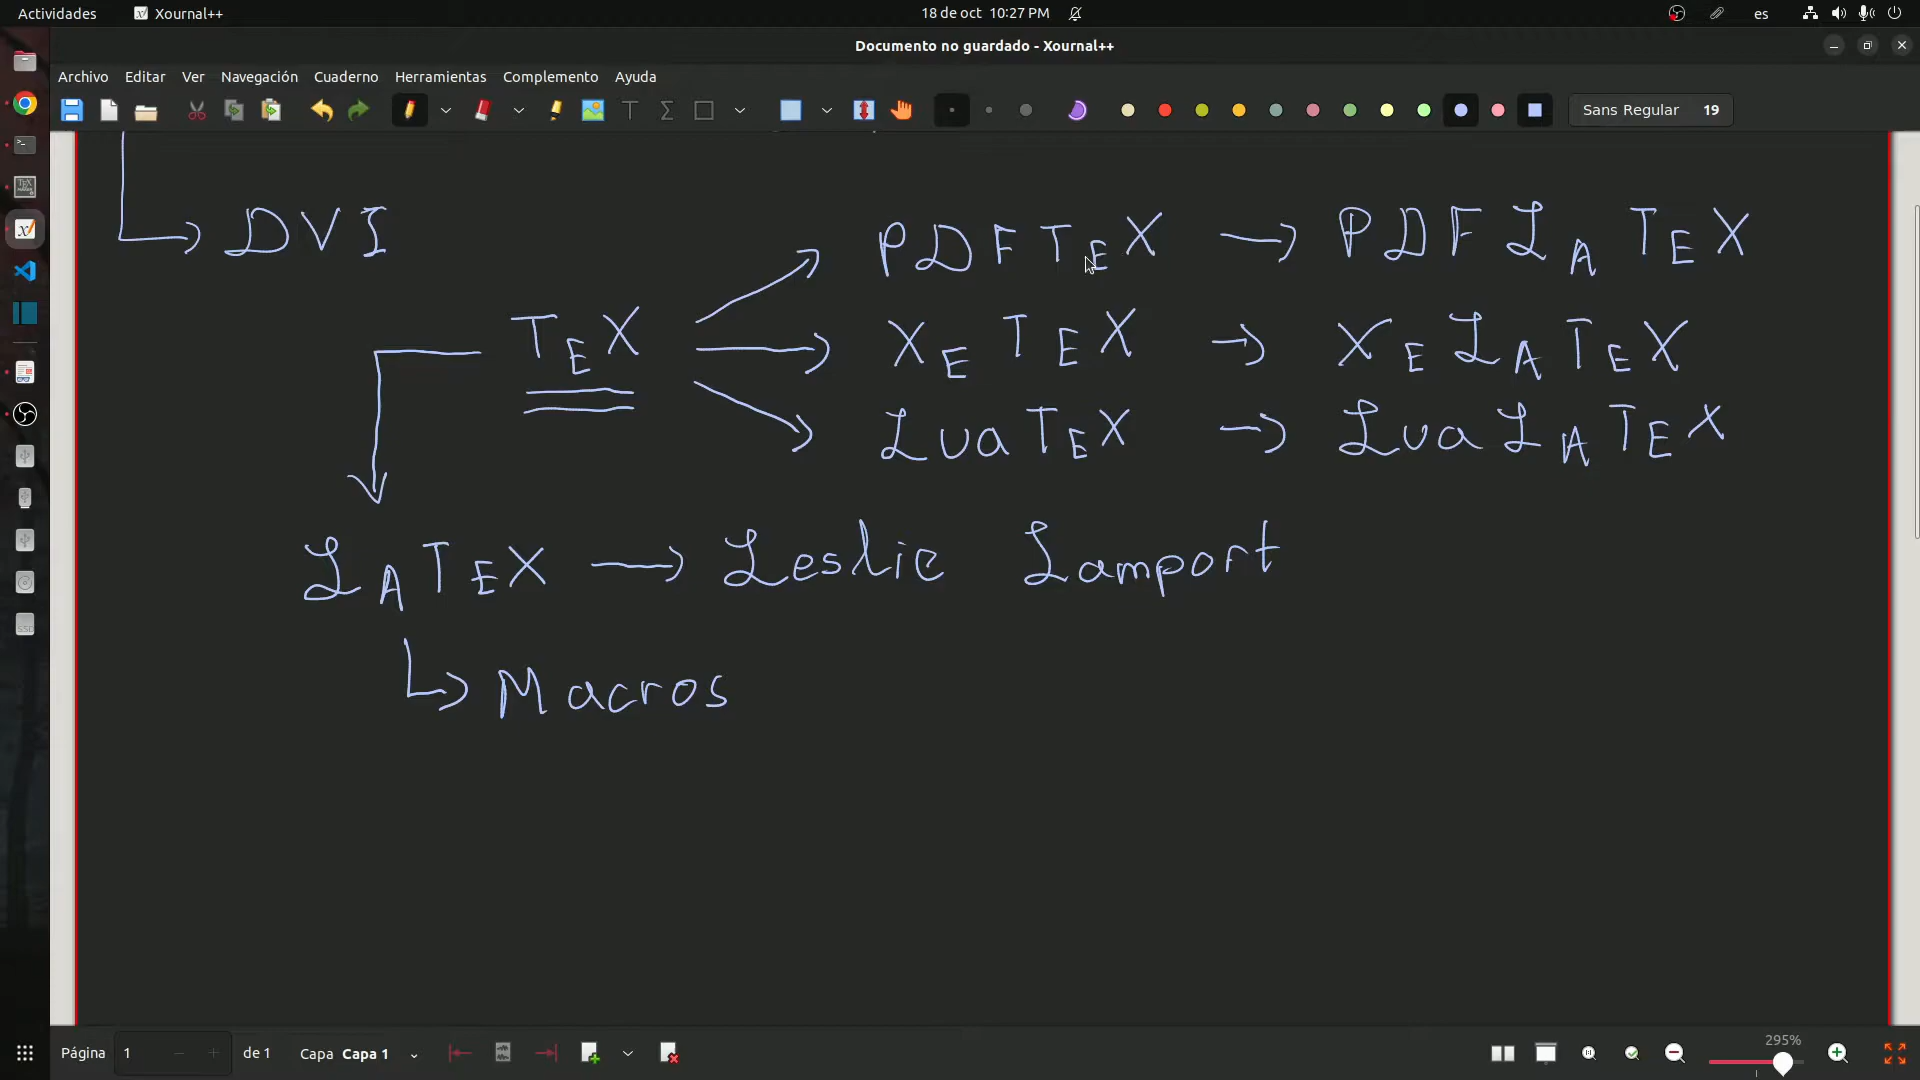 Actividades Xournal++ 18 de oct 10:27 PM es
Documento no guardado - Xournal++
Archivo Editar Ver Navegación Cuaderno Herramientas Complemento Ayuda
Sans Regular 19
DVI
PDFTEX → PDFLATEX
TEX → XETEX → XELATEX
LuaTEX → LuaLATEX
LATEX → Leslie Lamport
↳ Macros
Página 1 de 1 Capa Capa 1 295%